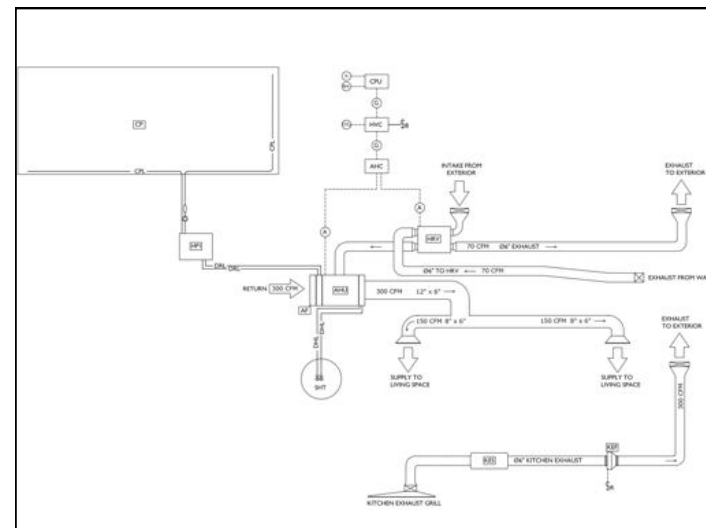 CPU
G
CP
HVC
G
AHC
CPL
CPL
INTAKE FROM
EXTERIOR
EXHAUST
TO EXTERIOR
A
A
HRV
70 CFM Ø6" EXHAUST
DRL
DRL
Ø6" TO HRV
70 CFM
EXHAUST FROM WA
RETURN
300 CFM
AHU
300 CFM
12" x 6"
AF
150 CFM 8" x 6"
150 CFM 8" x 6"
DHL
DHL
EXHAUST
TO EXTERIOR
SUPPLY TO
LIVING SPACE
SUPPLY TO
LIVING SPACE
SHT
300 CFM
KEF
KES
Ø6" KITCHEN EXHAUST
KITCHEN EXHAUST GRILL